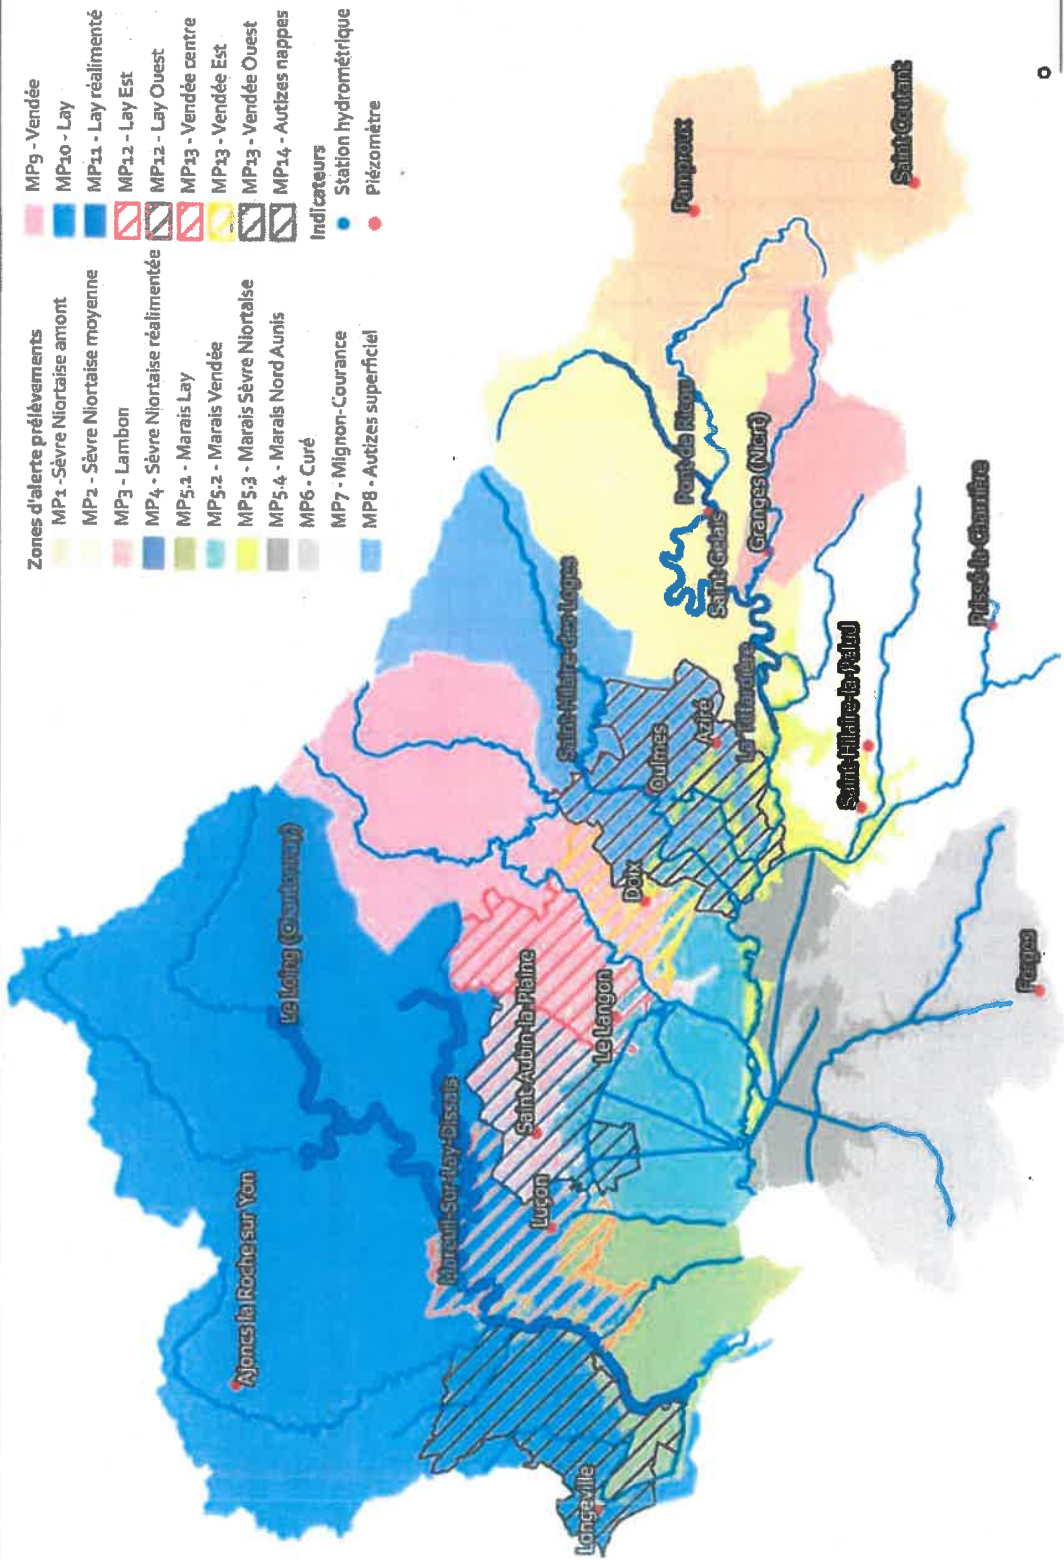 Zones d'alerte prélèvements
MP1 - Sèvre Niortaise amont
MP2 - Sèvre Niortaise moyenne
MP3 - Lambon
MP4 - Sèvre Niortaise réalimentée
MP5.1 - Marais Lay
MP5.2 - Marais Vendée
MP5.3 - Marais Sèvre Niortaise
MP5.4 - Marais Nord Aunis
MP6 - Curé
MP7 - Mignon-Courance
MP8 - Autizes superficiel
MP9 - Vendée
MP10 - Lay
MP11 - Lay réalimenté
MP12 - Lay Est
MP12 - Lay Ouest
MP13 - Vendée centre
MP13 - Vendée Est
MP13 - Vendée Ouest
MP14 - Autizes nappes
Indicateurs
Station hydrométrique
Piézomètre
Ajoncs la Roche sur Yon
Le Loing (Chantonnay)
Mareuil-Sur-Lay-Dissais
Saint-Aubin-la-Plaine
Luçon
Le Langon
Longeville
Doix
Saint-Hilaire-des-Loges
Oulmes
Aziré
La Tiffardière
Pont de Ricou
Saint-Gelais
Granges (Niort)
Pamproux
Saint-Coutant
Saint-Hilaire-la-Palud
Prissé-la-Charrière
Forges